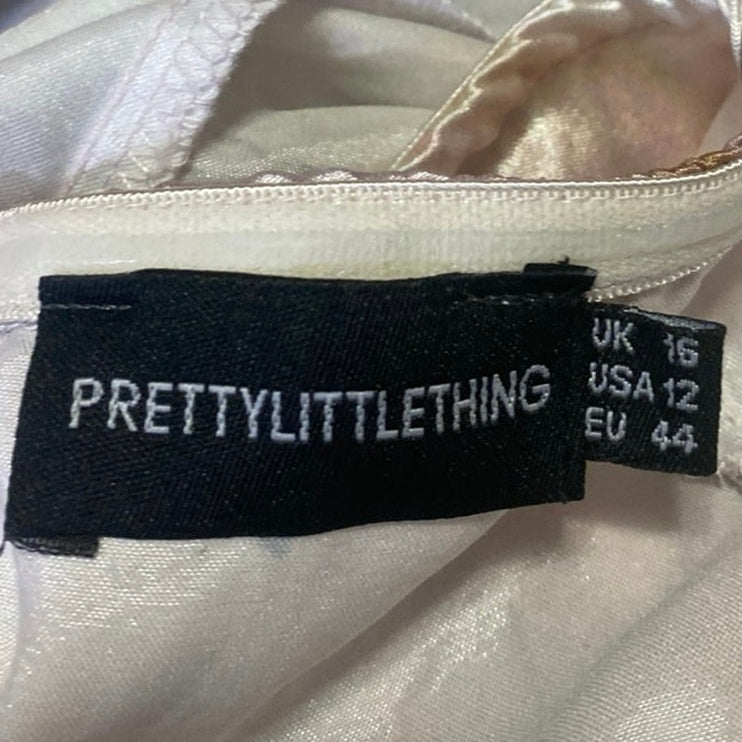 PRETTYLITTLETHING
UK 16
USA 12
EU 44